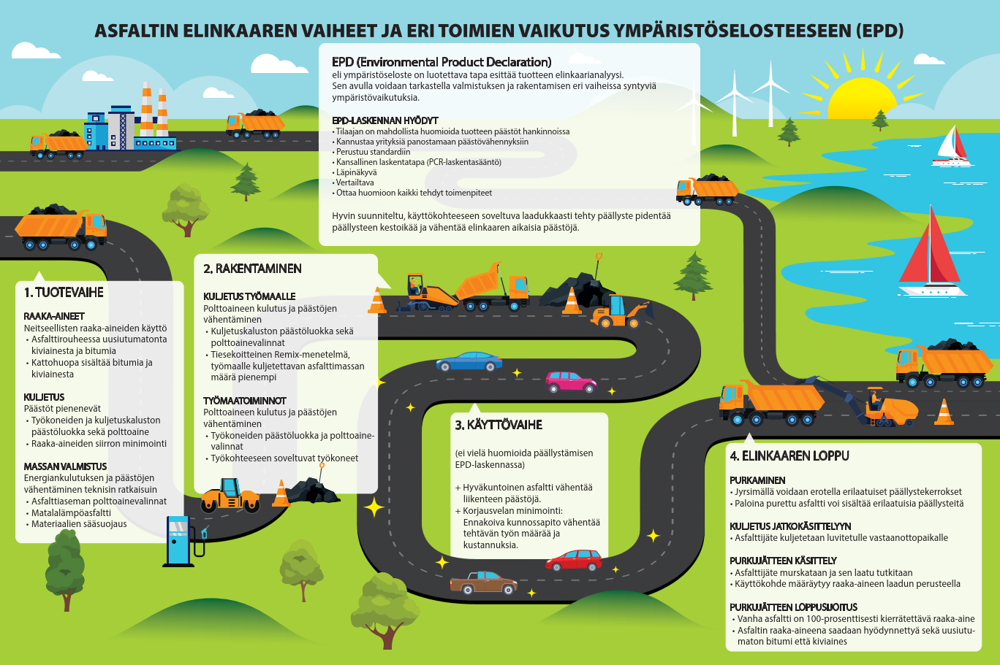 ASFALTIN ELINKAAREN VAIHEET JA ERI TOIMIEN VAIKUTUS YMPÄRISTÖSELOSTEESEEN (EPD)
EPD (Environmental Product Declaration)
eli ympäristöseloste on luotettava tapa esittää tuotteen elinkaarianalyysi.
Sen avulla voidaan tarkastella valmistuksen ja rakentamisen eri vaiheissa syntyviä
ympäristövaikutuksia.
EPD-LASKENNAN HYÖDYT
• Tilaajan on mahdollista huomioida tuotteen päästöt hankinnoissa
• Kannustaa yrityksiä panostamaan päästövähennyksiin
• Perustuu standardiin
• Kansallinen laskentatapa (PCR-laskentasääntö)
• Läpinäkyvä
• Vertailtava
• Ottaa huomioon kaikki tehdyt toimenpiteet
Hyvin suunniteltu, käyttökohteeseen soveltuva laadukkaasti tehty päällyste pidentää
päällysteen kestoikää ja vähentää elinkaaren aikaisia päästöjä.
1. TUOTEVAIHE
RAAKA-AINEET
Neitseellisten raaka-aineiden käyttö
• Asfalttirouheessa uusiutumatonta
kiviainesta ja bitumia
• Kattohuopa sisältää bitumia ja
kiviainesta
KULJETUS
Päästöt pienenevät
• Työkoneiden ja kuljetuskaluston
päästöluokka sekä polttoaine
• Raaka-aineiden siirron minimointi
MASSAN VALMISTUS
Energiankulutuksen ja päästöjen
vähentäminen teknisin ratkaisuin
• Asfalttiaseman polttoainevalinnat
• Matalalämpöasfaltti
• Materiaalien sääsuojaus
2. RAKENTAMINEN
KULJETUS TYÖMAALLE
Polttoaineen kulutus ja päästöjen
vähentäminen
• Kuljetuskaluston päästöluokka sekä
polttoainevalinnat
• Tiesekoitteinen Remix-menetelmä,
työmaalle kuljetettavan asfalttimassan
määrä pienempi
TYÖMAATOIMINNOT
Polttoaineen kulutus ja päästöjen
vähentäminen
• Työkoneiden päästöluokka ja polttoaine-
valinnat
• Työkohteeseen soveltuvat työkoneet
3. KÄYTTÖVAIHE
(ei vielä huomioida päällystämisen
EPD-laskennassa)
+ Hyväkuntoinen asfaltti vähentää
liikenteen päästöjä.
+ Korjausvelan minimointi:
Ennakoiva kunnossapito vähentää
tehtävän työn määrää ja
kustannuksia.
4. ELINKAAREN LOPPU
PURKAMINEN
• Jyrsimällä voidaan erotella erilaatuiset päällystekerrokset
• Paloina purettu asfaltti voi sisältää erilaatuisia päällysteitä
KULJETUS JATKOKÄSITTELYYN
• Asfalttijäte kuljetetaan luvitetulle vastaanottopaikalle
PURKUJÄTTEEN KÄSITTELY
• Asfalttijäte murskataan ja sen laatu tutkitaan
• Käyttökohde määräytyy raaka-aineen laadun perusteella
PURKUJÄTTEEN LOPPUSIJOITUS
• Vanha asfaltti on 100-prosenttisesti kierrätettävä raaka-aine
• Asfaltin raaka-aineena saadaan hyödynnettyä sekä uusiutu-
maton bitumi että kiviaines